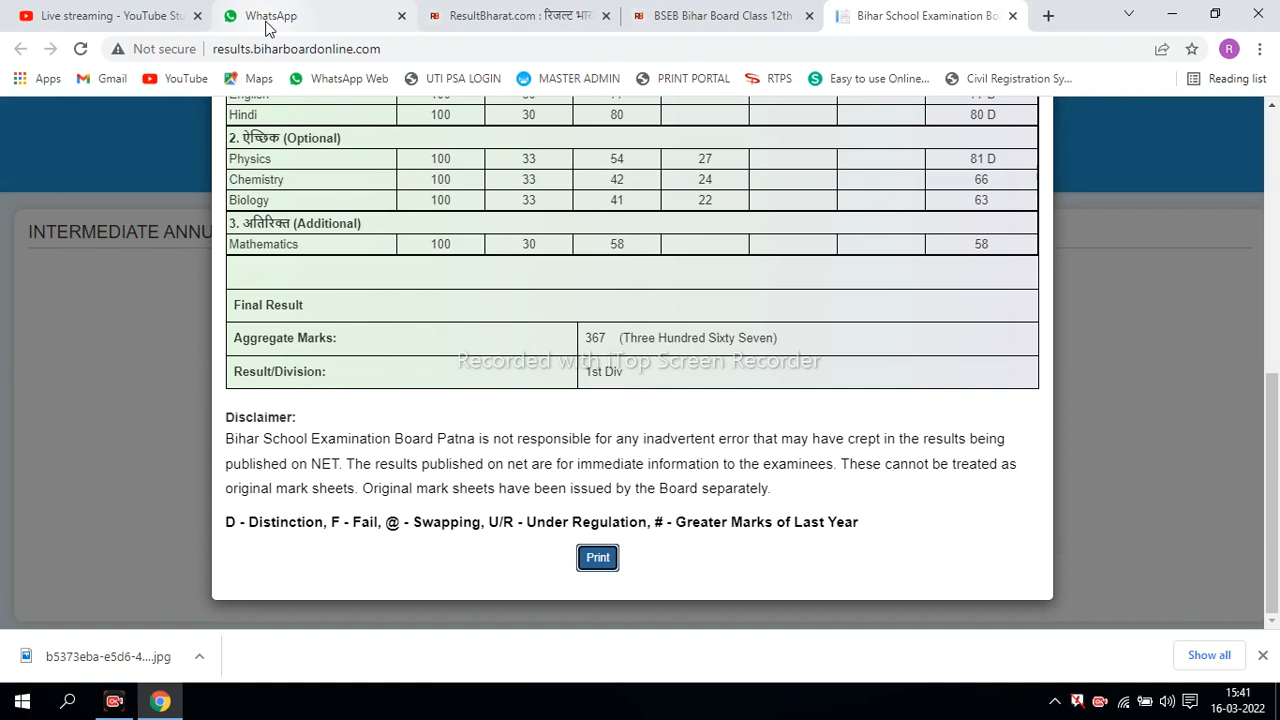 Live streaming - YouTube Stu
WhatsApp
ResultBharat.com : रिजल्ट भार
BSEB Bihar Board Class 12th
Bihar School Examination Bo
Not secure
results.biharboardonline.com
R
Apps
Gmail
YouTube
Maps
WhatsApp Web
UTI PSA LOGIN
MASTER ADMIN
PRINT PORTAL
RTPS
Easy to use Online...
Civil Registration Sy...
Reading list
INTERMEDIATE ANNU
English
Hindi 100 30 80 80 D
2. ऐच्छिक (Optional)
Physics 100 33 54 27 81 D
Chemistry 100 33 42 24 66
Biology 100 33 41 22 63
3. अतिरिक्त (Additional)
Mathematics 100 30 58 58
Final Result
Aggregate Marks: 367 (Three Hundred Sixty Seven)
Recorded with iTop Screen Recorder
Result/Division: 1st Div
Disclaimer:
Bihar School Examination Board Patna is not responsible for any inadvertent error that may have crept in the results being
published on NET. The results published on net are for immediate information to the examinees. These cannot be treated as
original mark sheets. Original mark sheets have been issued by the Board separately.
D - Distinction, F - Fail, @ - Swapping, U/R - Under Regulation, # - Greater Marks of Last Year
Print
b5373eba-e5d6-4....jpg
Show all
15:41
16-03-2022